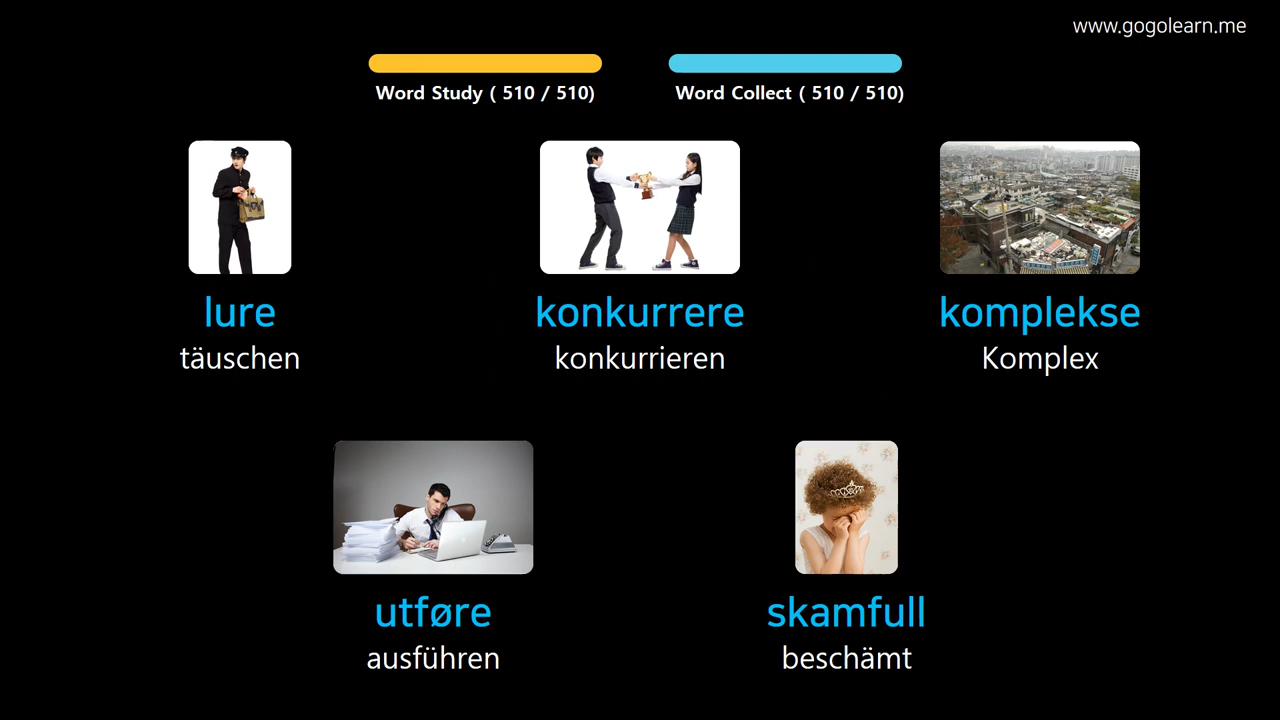 www.gogolearn.me
Word Study ( 510 / 510)
Word Collect ( 510 / 510)
lure
täuschen
konkurrere
konkurrieren
komplekse
Komplex
utføre
ausführen
skamfull
beschämt